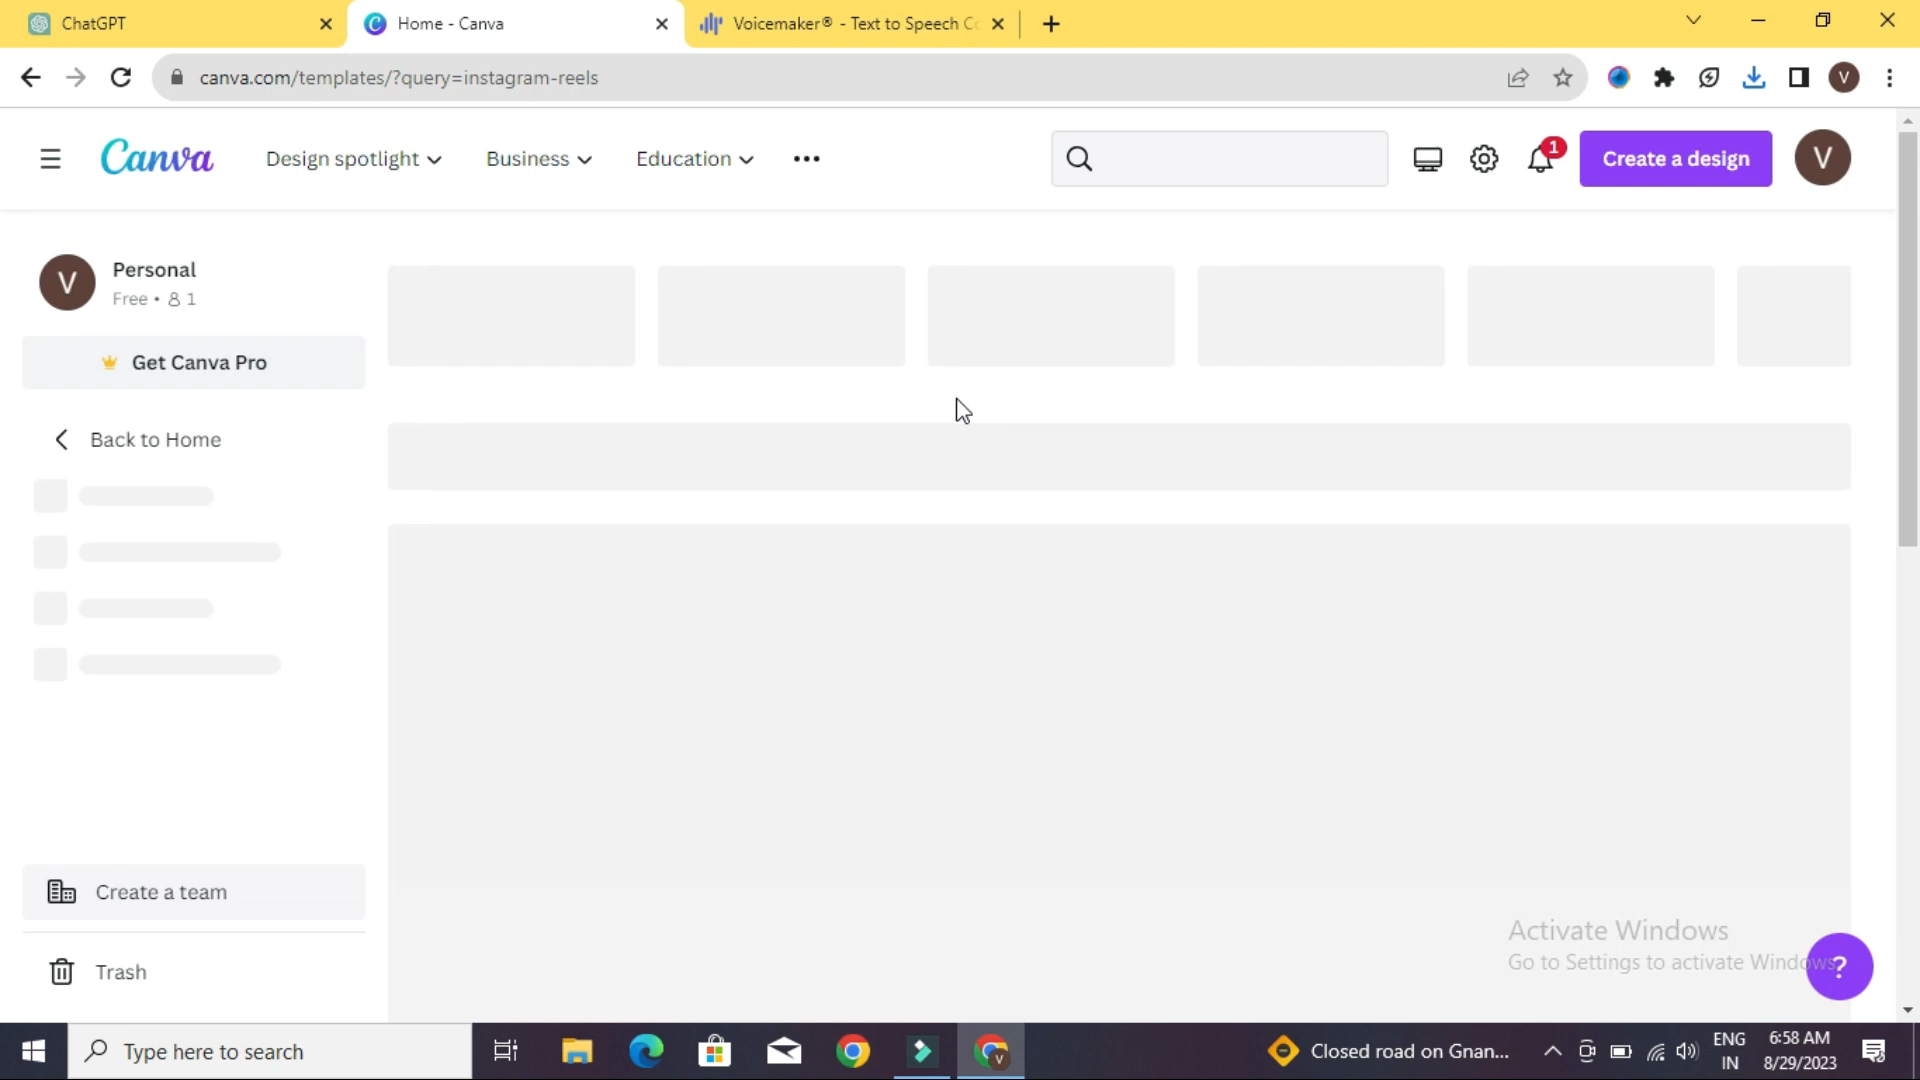 ChatGPT
Home - Canva
Voicemaker® - Text to Speech Co
canva.com/templates/?query=instagram-reels
V
Canva
Design spotlight
Business
Education
1
Create a design
V
V
Personal
Free • 1
Get Canva Pro
Back to Home
Create a team
Trash
Activate Windows
Go to Settings to activate Windows
?
Type here to search
V
Closed road on Gnan...
ENG
IN
6:58 AM
8/29/2023